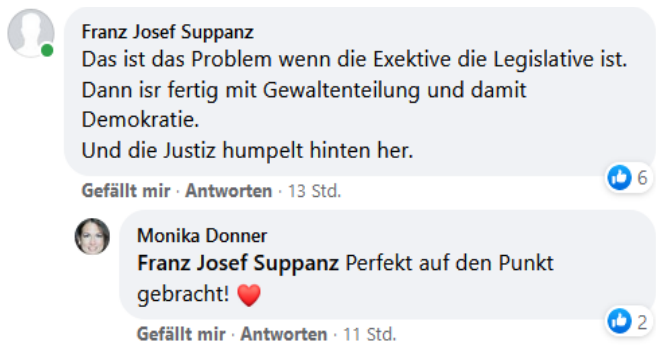 Franz Josef Suppanz
Das ist das Problem wenn die Exektive die Legislative ist.
Dann isr fertig mit Gewaltenteilung und damit
Demokratie.
Und die Justiz humpelt hinten her.
6
Gefällt mir · Antworten · 13 Std.
Monika Donner
Franz Josef Suppanz Perfekt auf den Punkt
gebracht! ❤️
2
Gefällt mir · Antworten · 11 Std.